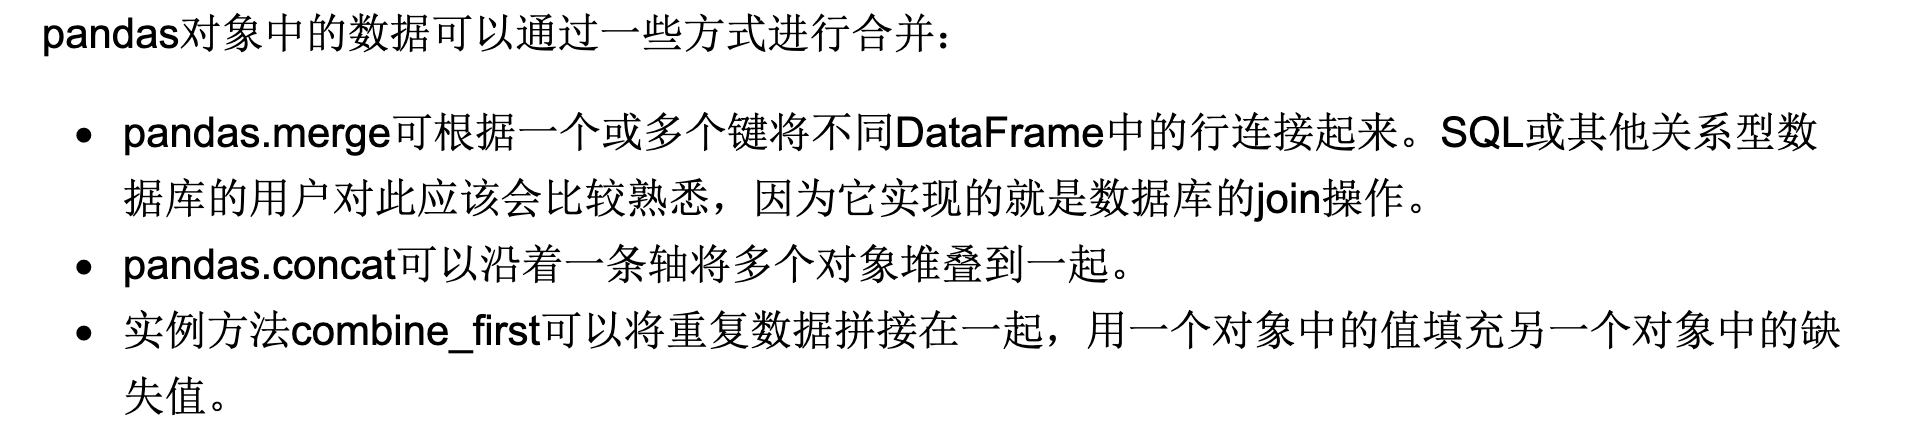 pandas对象中的数据可以通过一些方式进行合并：
• pandas.merge可根据一个或多个键将不同DataFrame中的行连接起来。SQL或其他关系型数
据库的用户对此应该会比较熟悉，因为它实现的就是数据库的join操作。
• pandas.concat可以沿着一条轴将多个对象堆叠到一起。
• 实例方法combine_first可以将重复数据拼接在一起，用一个对象中的值填充另一个对象中的缺
失值。